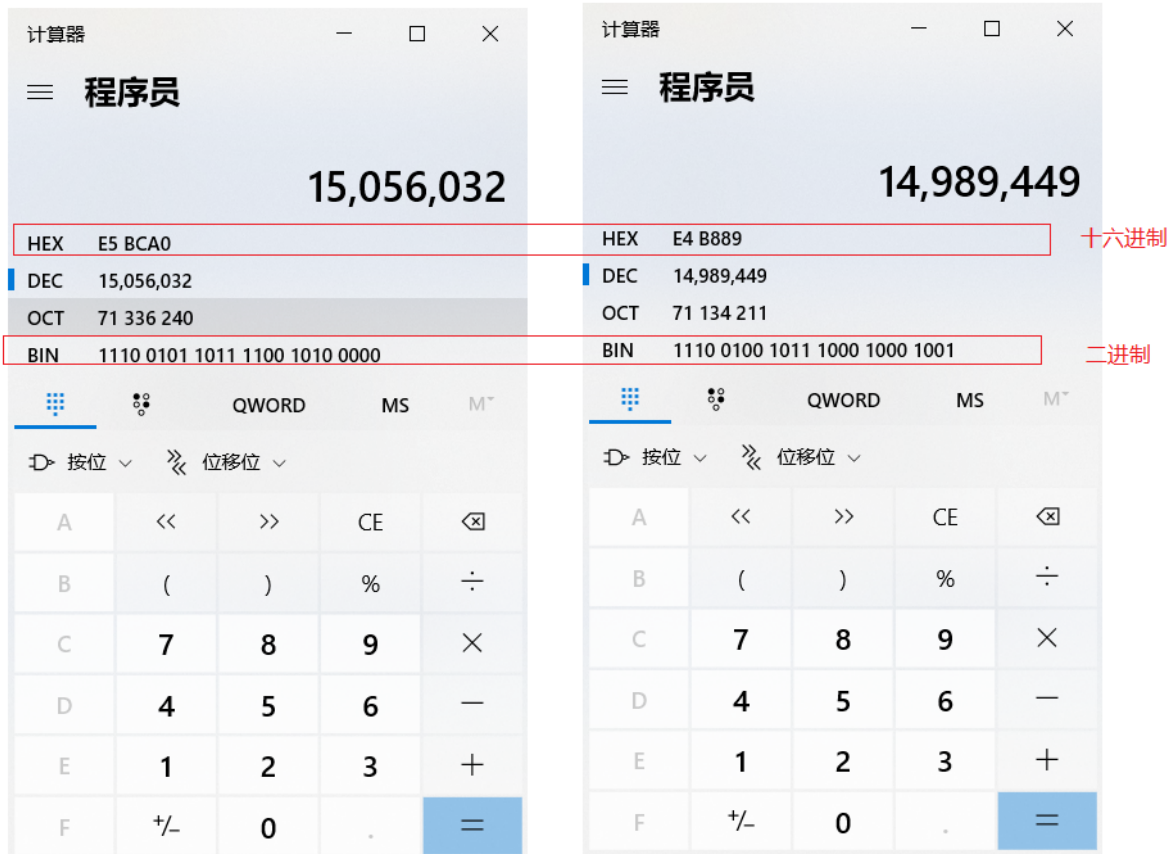 计算器
程序员
15,056,032
HEX E5 BCA0
DEC 15,056,032
OCT 71 336 240
BIN 1110 0101 1011 1100 1010 0000
QWORD MS M
按位 位移位
A << >> CE
B ( ) % ÷
C 7 8 9 ×
D 4 5 6 −
E 1 2 3 +
F +/− 0 . =
计算器
程序员
14,989,449
HEX E4 B889
DEC 14,989,449
OCT 71 134 211
BIN 1110 0100 1011 1000 1000 1001
QWORD MS M
按位 位移位
A << >> CE
B ( ) % ÷
C 7 8 9 ×
D 4 5 6 −
E 1 2 3 +
F +/− 0 . =
十六进制
二进制